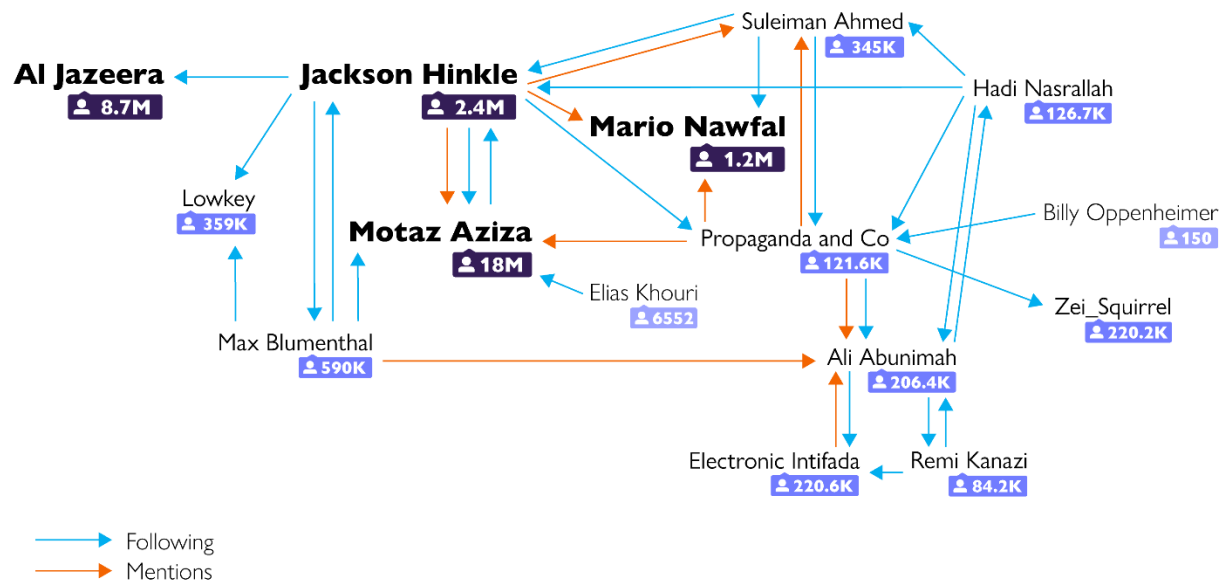 Suleiman Ahmed
345K
Al Jazeera
8.7M
Jackson Hinkle
2.4M
Hadi Nasrallah
126.7K
Mario Nawfal
1.2M
Lowkey
359K
Billy Oppenheimer
150
Motaz Aziza
18M
Propaganda and Co
121.6K
Elias Khouri
6552
Zei_Squirrel
220.2K
Max Blumenthal
590K
Ali Abunimah
206.4K
Electronic Intifada
220.6K
Remi Kanazi
84.2K
Following
Mentions